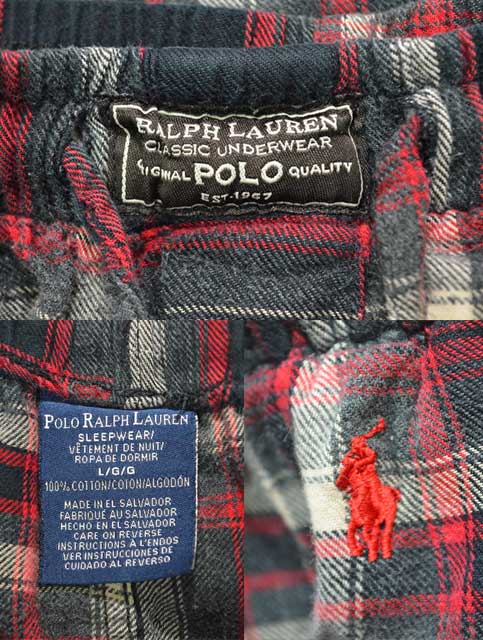 RALPH LAUREN
CLASSIC UNDERWEAR
ORIGINAL POLO QUALITY
EST-1967
POLO RALPH LAUREN
SLEEPWEAR/
VÊTEMENT DE NUIT/
ROPA DE DORMIR
L/G/G
100% COTTON/COTON/ALGODÓN
MADE IN EL SALVADOR
FABRIQUÉ AU SALVADOR
HECHO EN EL SALVADOR
CARE ON REVERSE
INSTRUCTIONS À L'ENDOS
VER INSTRUCCIONES DE
CUIDADO AL REVERSO